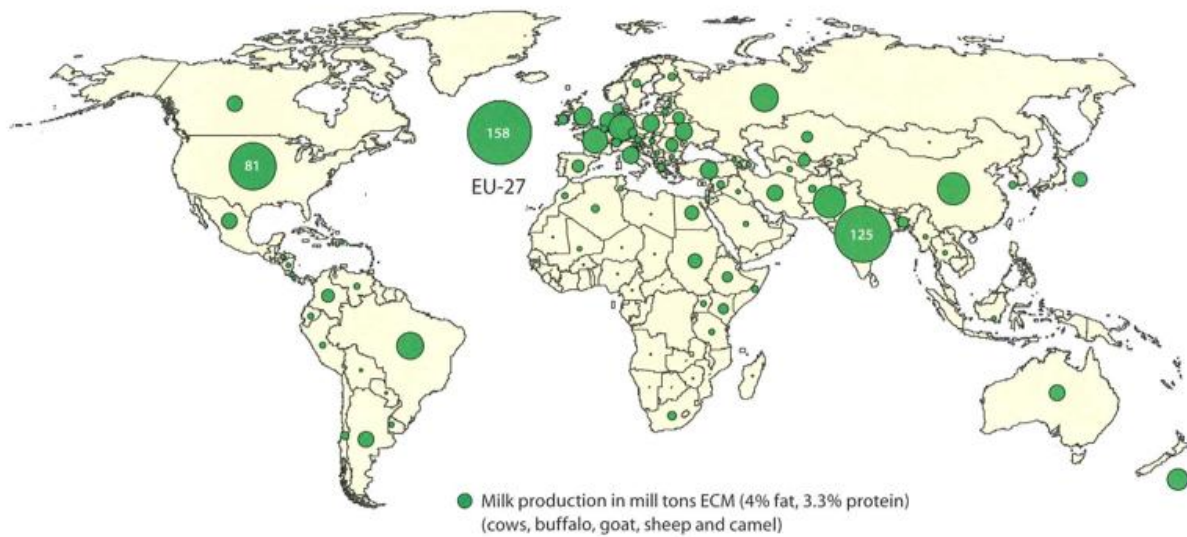 158
81
EU-27
125
Milk production in mill tons ECM (4% fat, 3.3% protein)
(cows, buffalo, goat, sheep and camel)